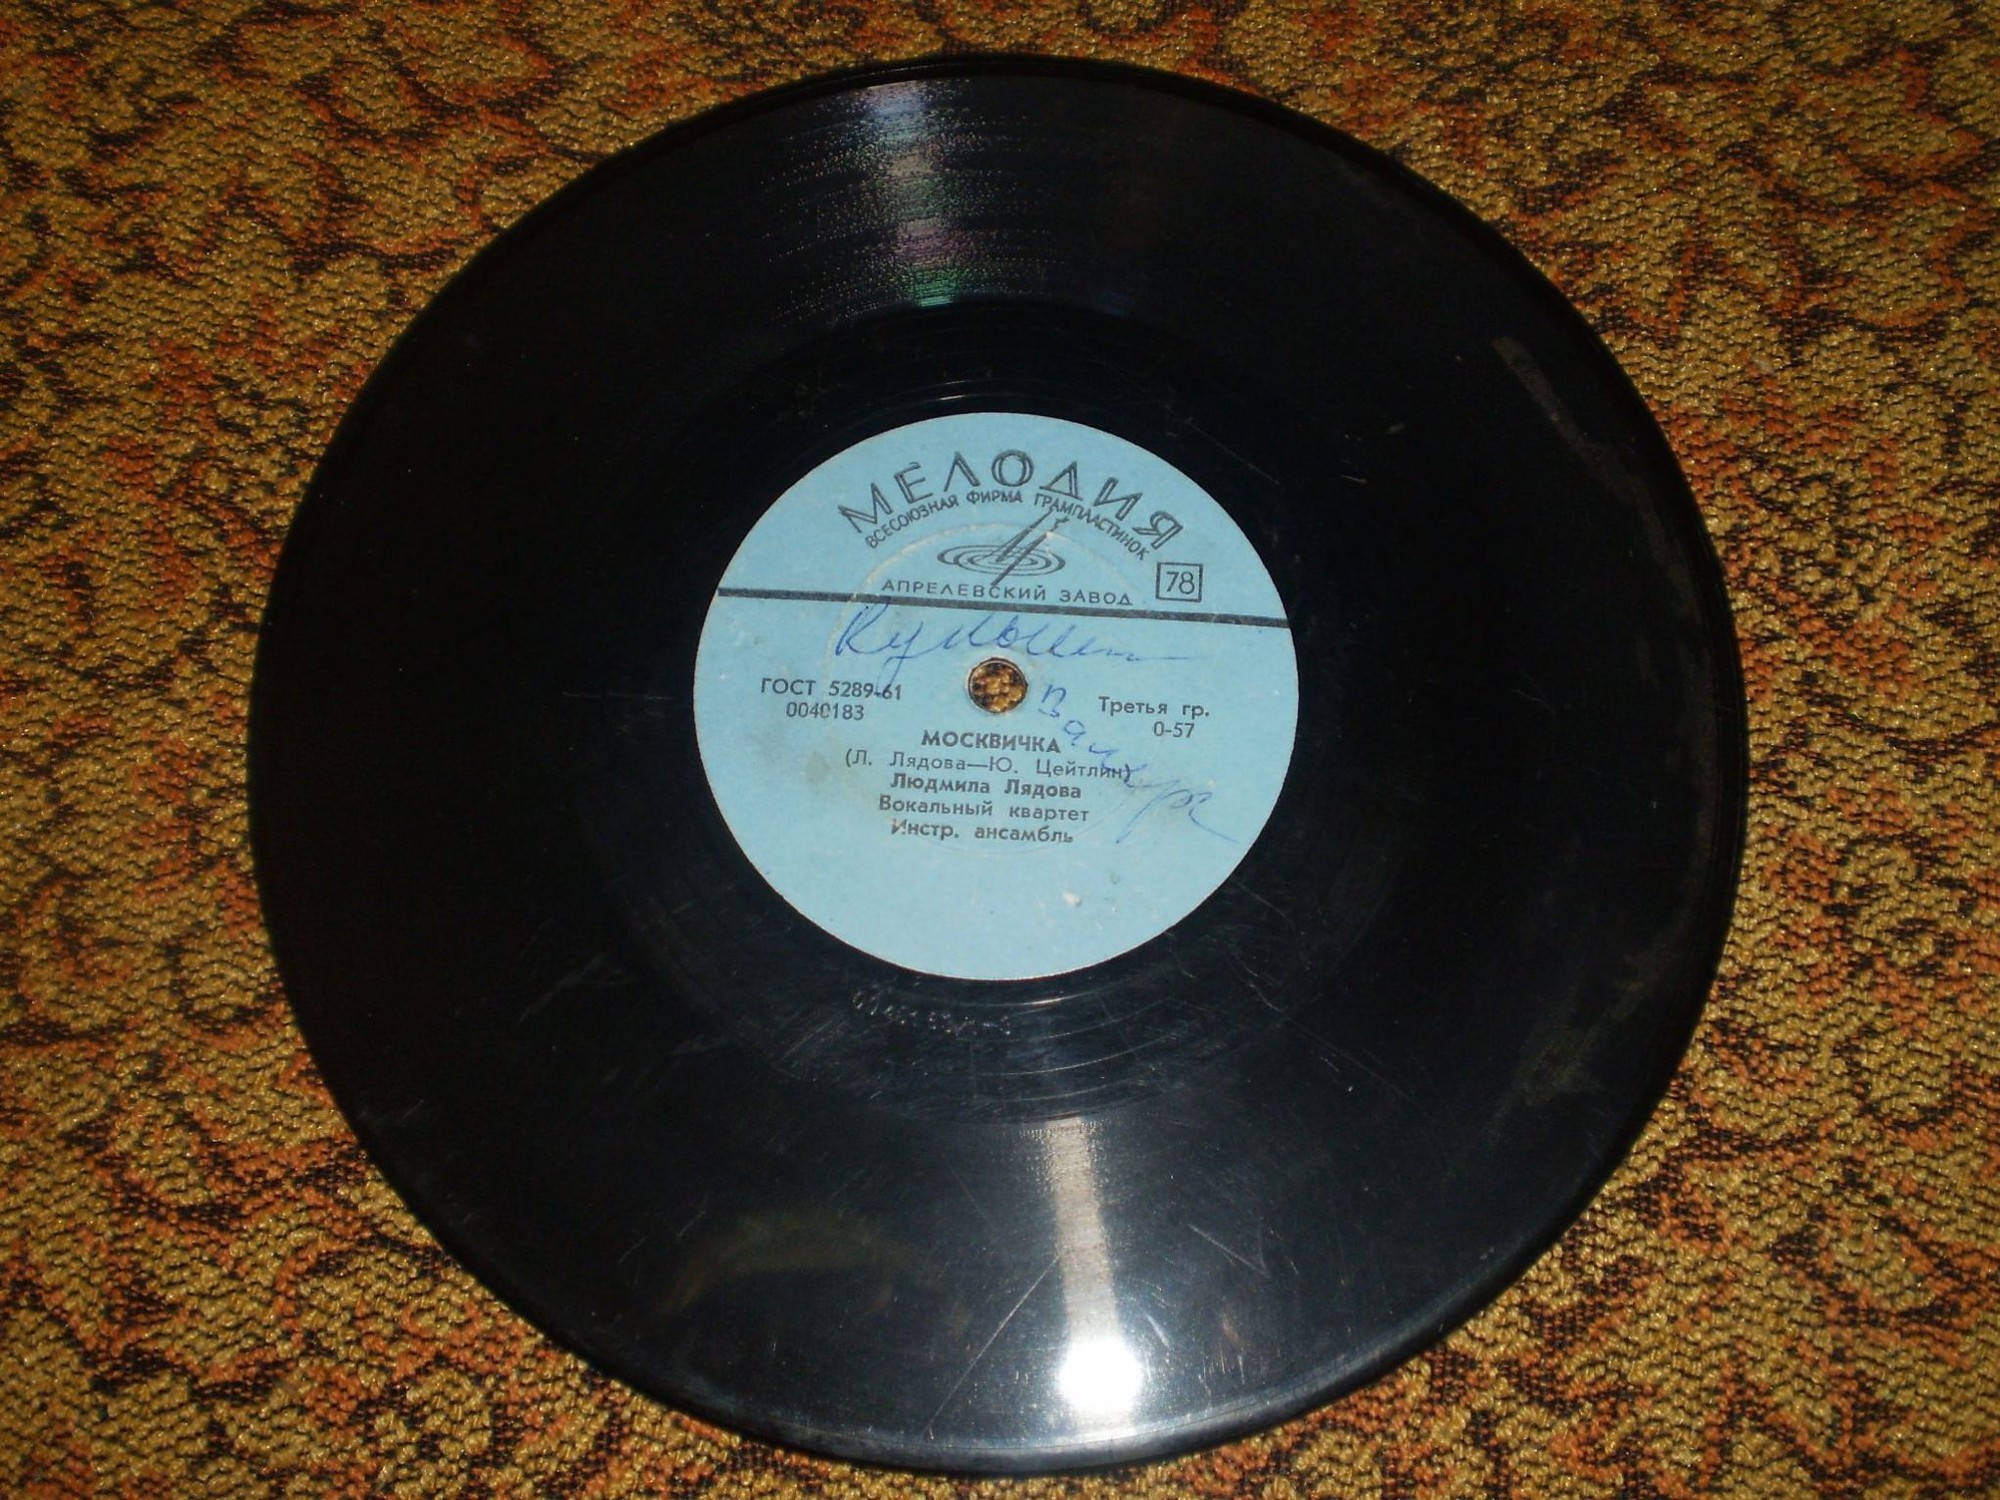 МЕЛОДИЯ
ВСЕСОЮЗНАЯ ФИРМА ГРАМПЛАСТИНОК
АПРЕЛЕВСКИЙ ЗАВОД 78
ГОСТ 5289-61
0040183
Третья гр.
0-57
МОСКВИЧКА
(Л. Лядова—Ю. Цейтлин)
Людмила Лядова
Вокальный квартет
Инстр. ансамбль